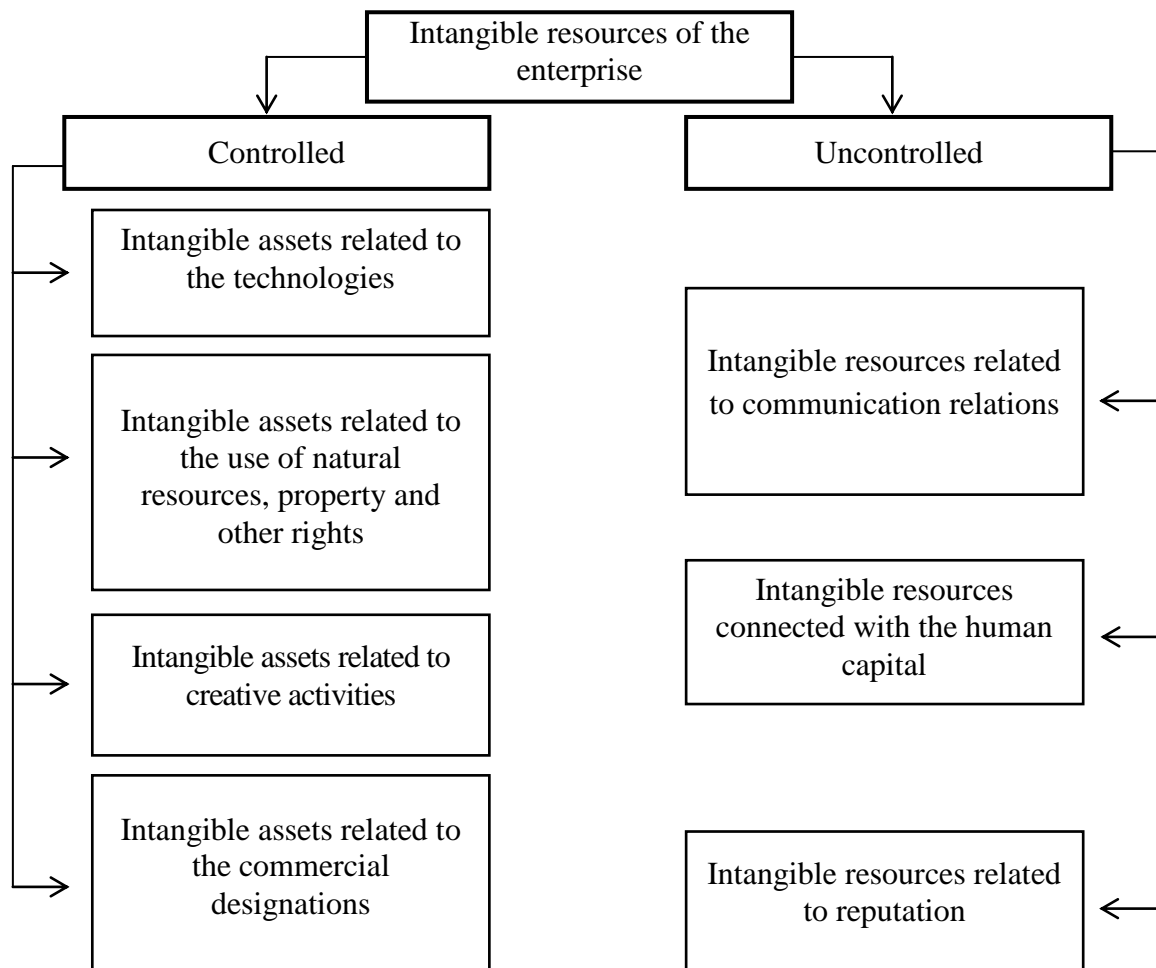 Intangible resources of the
enterprise
Controlled
Uncontrolled
Intangible assets related to
the technologies
Intangible assets related to
the use of natural
resources, property and
other rights
Intangible assets related to
creative activities
Intangible assets related to
the commercial
designations
Intangible resources related
to communication relations
Intangible resources
connected with the human
capital
Intangible resources related
to reputation